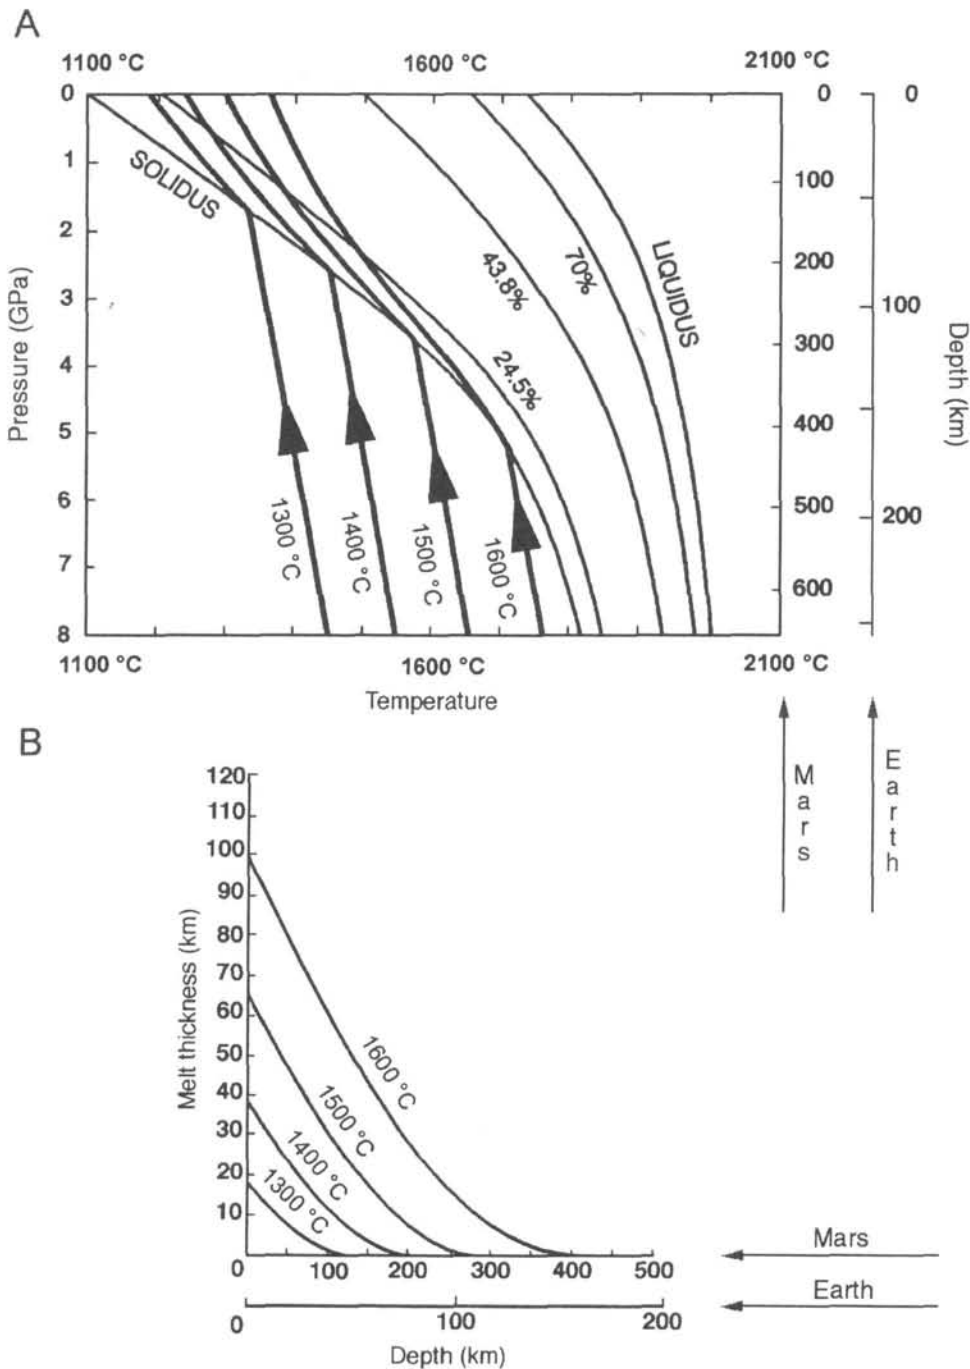 A
1100 °C 1600 °C 2100 °C
0 0 0
1
SOLIDUS
100
2
LIQUIDUS
43.8% 70%
200
3
100
Pressure (GPa)
300
24.5%
4
Depth (km)
400
5
6
500
200
1300 °C 1400 °C 1500 °C 1600 °C
7
600
8
1100 °C 1600 °C 2100 °C
Temperature
Mars
Earth
B
120
110
100
90
80
70
60
50
40
30
20
10
0
Melt thickness (km)
1600 °C
1500 °C
1400 °C
1300 °C
100 200 300 400 500
Mars
Earth
0 100 200
Depth (km)